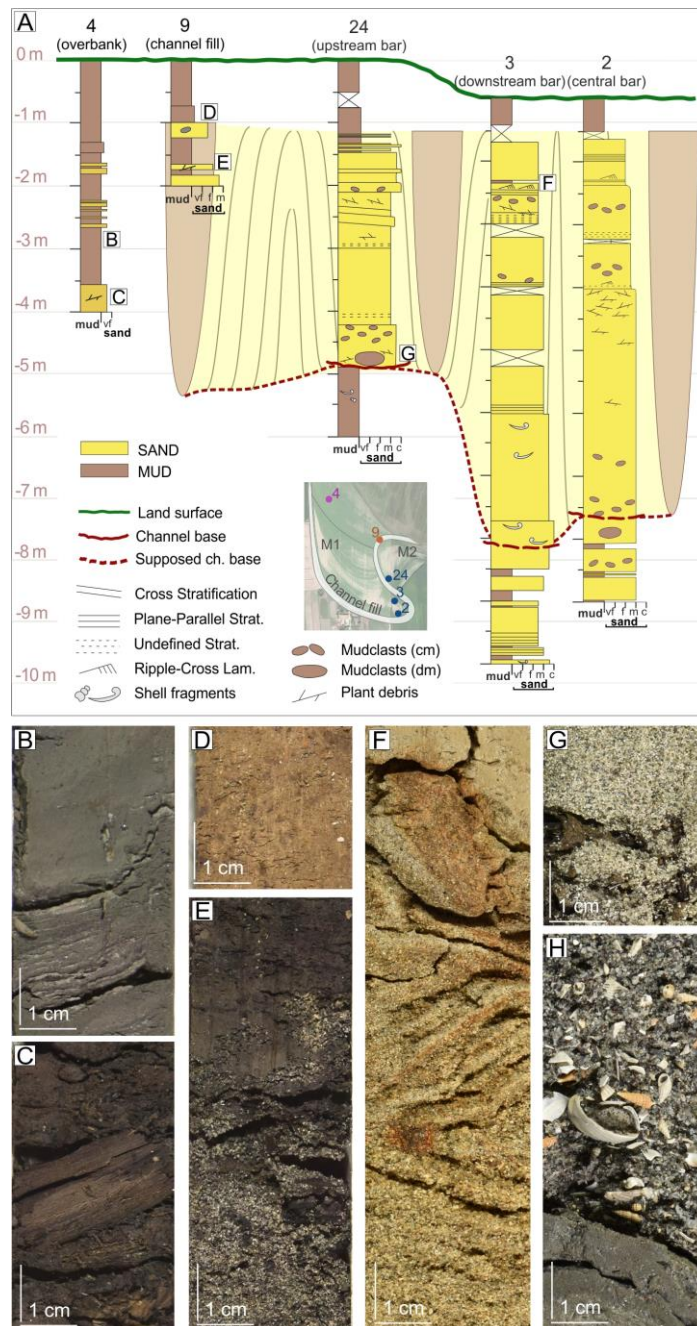 A
4
(overbank)
9
(channel fill)
24
(upstream bar)
3
(downstream bar)
2
(central bar)
0 m
-1 m
-2 m
-3 m
-4 m
-5 m
-6 m
-7 m
-8 m
-9 m
-10 m
D
E
B
C
F
G
mud vf
sand
mud vf f m
sand
mud vf f m c
sand
mud vf f m c
sand
mud vf f m c
sand
SAND
MUD
Land surface
Channel base
Supposed ch. base
Cross Stratification
Plane-Parallel Strat.
Undefined Strat.
Ripple-Cross Lam.
Shell fragments
4
9
M1
M2
24
3
2
Channel fill
Mudclasts (cm)
Mudclasts (dm)
Plant debris
B
1 cm
C
1 cm
D
1 cm
E
1 cm
F
1 cm
G
1 cm
H
1 cm